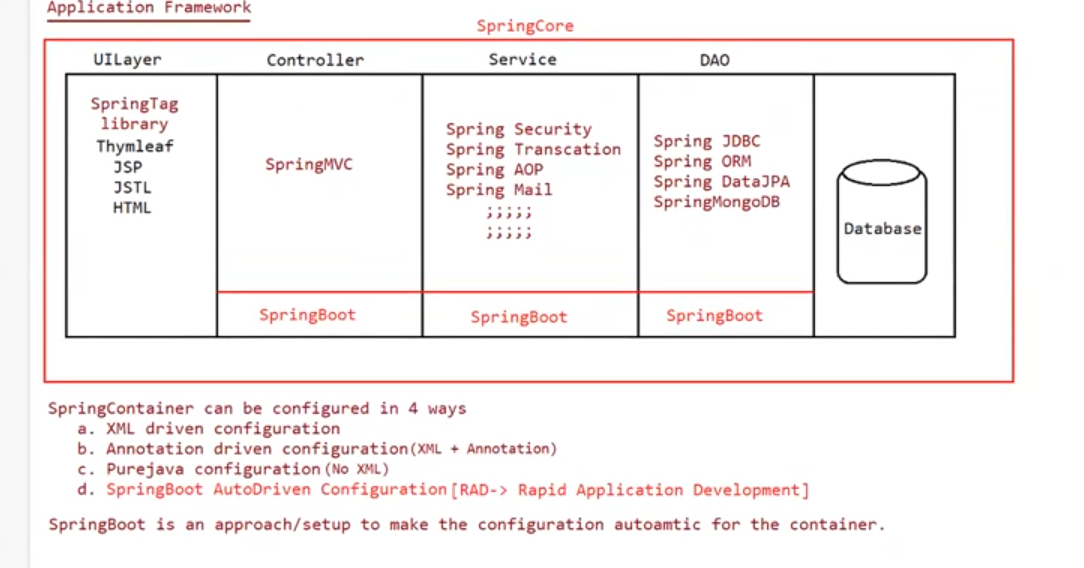 Application Framework
SpringCore
UILayer
Controller
Service
DAO
SpringTag
library
Thymleaf
JSP
JSTL
HTML
SpringMVC
Spring Security
Spring Transcation
Spring AOP
Spring Mail
;;;;;
;;;;;
Spring JDBC
Spring ORM
Spring DataJPA
SpringMongoDB
Database
SpringBoot
SpringBoot
SpringBoot
SpringContainer can be configured in 4 ways
a. XML driven configuration
b. Annotation driven configuration(XML + Annotation)
c. Purejava configuration(No XML)
d. SpringBoot AutoDriven Configuration[RAD-> Rapid Application Development]
SpringBoot is an approach/setup to make the configuration autoamtic for the container.